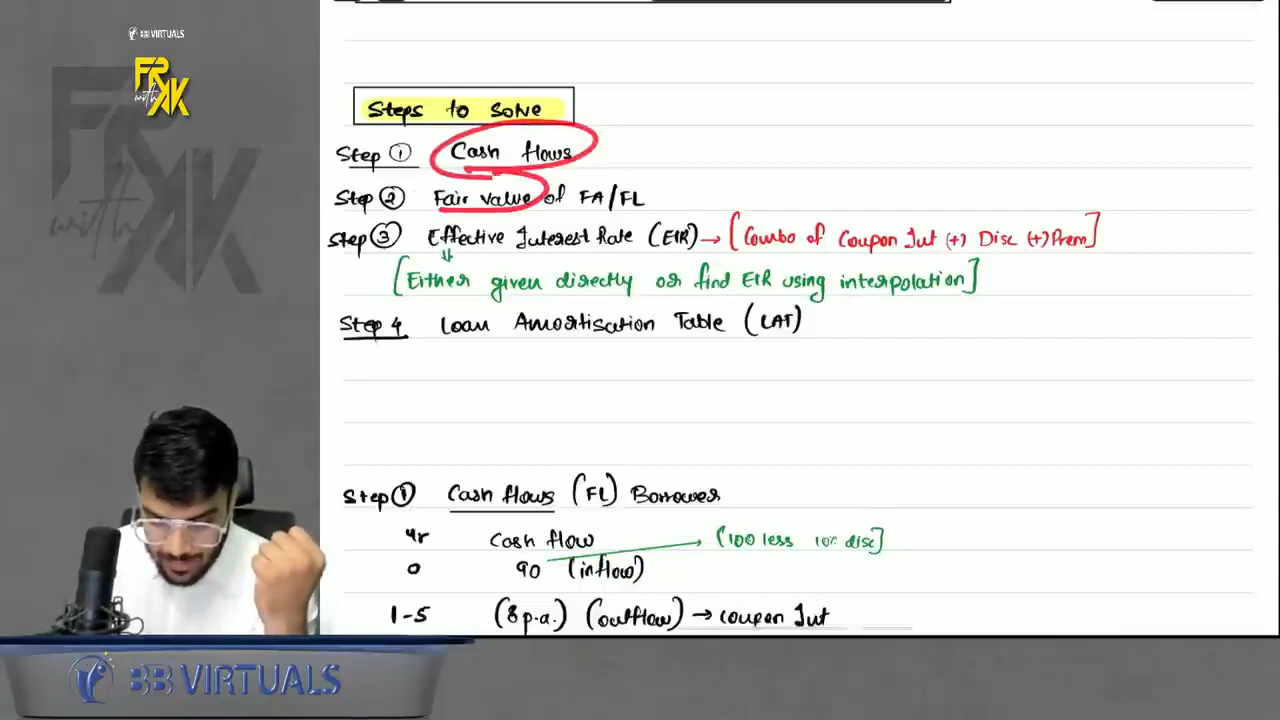 BB VIRTUALS
FR
with
KK
FR
with
KK
Steps to Solve
Step ① Cash flows
Step ② Fair value of FA/FL
Step ③ Effective Interest Rate (EIR) → [Combo of Coupon Int (+) Disc (+) Prem]
[Either given directly or find EIR using interpolation]
Step 4 Loan Amortisation Table (LAT)
Step ① Cash flows (FL) Borrower
Yr Cash flow [100 less 10% disc]
0 90 (inflow)
1-5 (8 p.a.) (outflow) → coupon Int
BB VIRTUALS